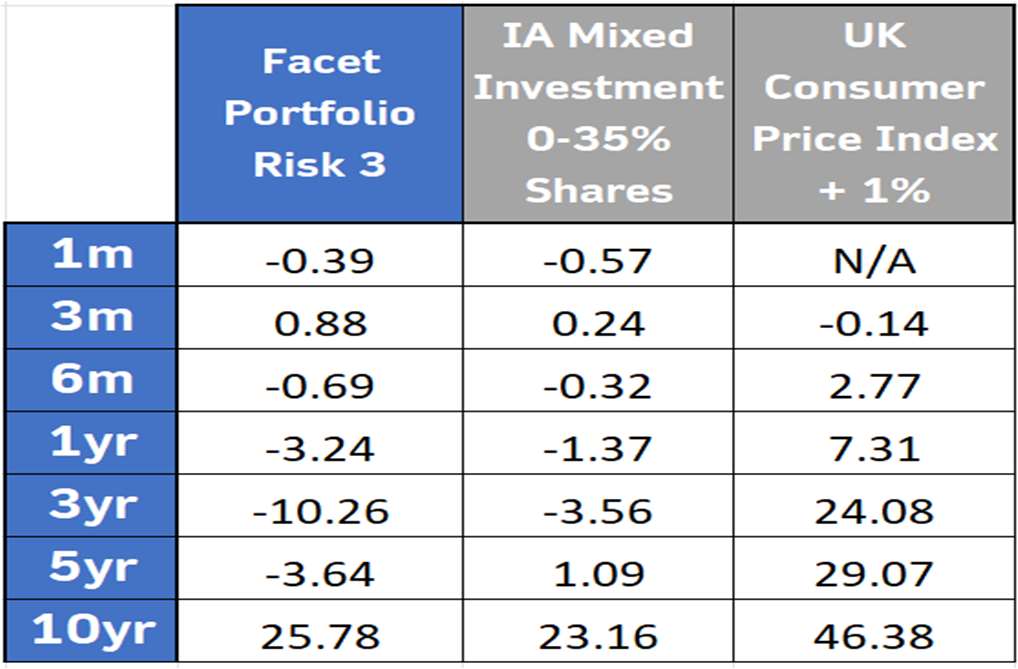 Facet
Portfolio
Risk 3
IA Mixed
Investment
0-35%
Shares
UK
Consumer
Price Index
+ 1%
1m -0.39 -0.57 N/A
3m 0.88 0.24 -0.14
6m -0.69 -0.32 2.77
1yr -3.24 -1.37 7.31
3yr -10.26 -3.56 24.08
5yr -3.64 1.09 29.07
10yr 25.78 23.16 46.38